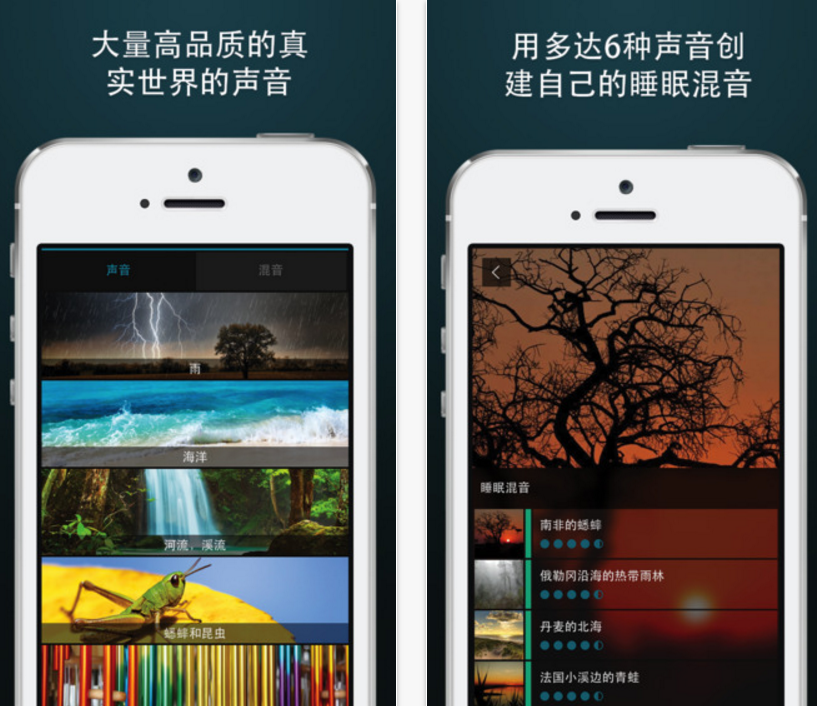 大量高品质的真
实世界的声音
声音
混音
雨
海洋
河流，溪流
蟋蟀和昆虫
用多达6种声音创
建自己的睡眠混音
睡眠混音
南非的蟋蟀
俄勒冈沿海的热带雨林
丹麦的北海
法国小溪边的青蛙